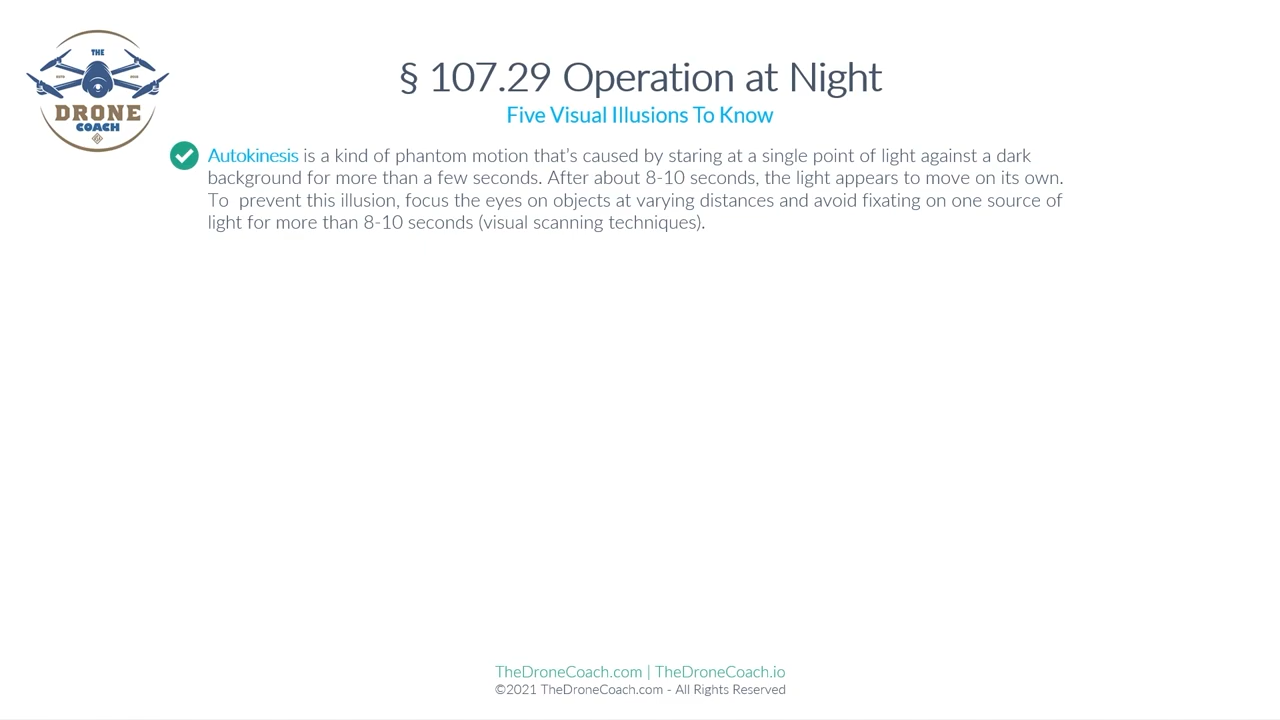 THE
DRONE
COACH
§ 107.29 Operation at Night
Five Visual Illusions To Know
Autokinesis is a kind of phantom motion that's caused by staring at a single point of light against a dark
background for more than a few seconds. After about 8-10 seconds, the light appears to move on its own.
To  prevent this illusion, focus the eyes on objects at varying distances and avoid fixating on one source of
light for more than 8-10 seconds (visual scanning techniques).
TheDroneCoach.com | TheDroneCoach.io
©2021 TheDroneCoach.com - All Rights Reserved